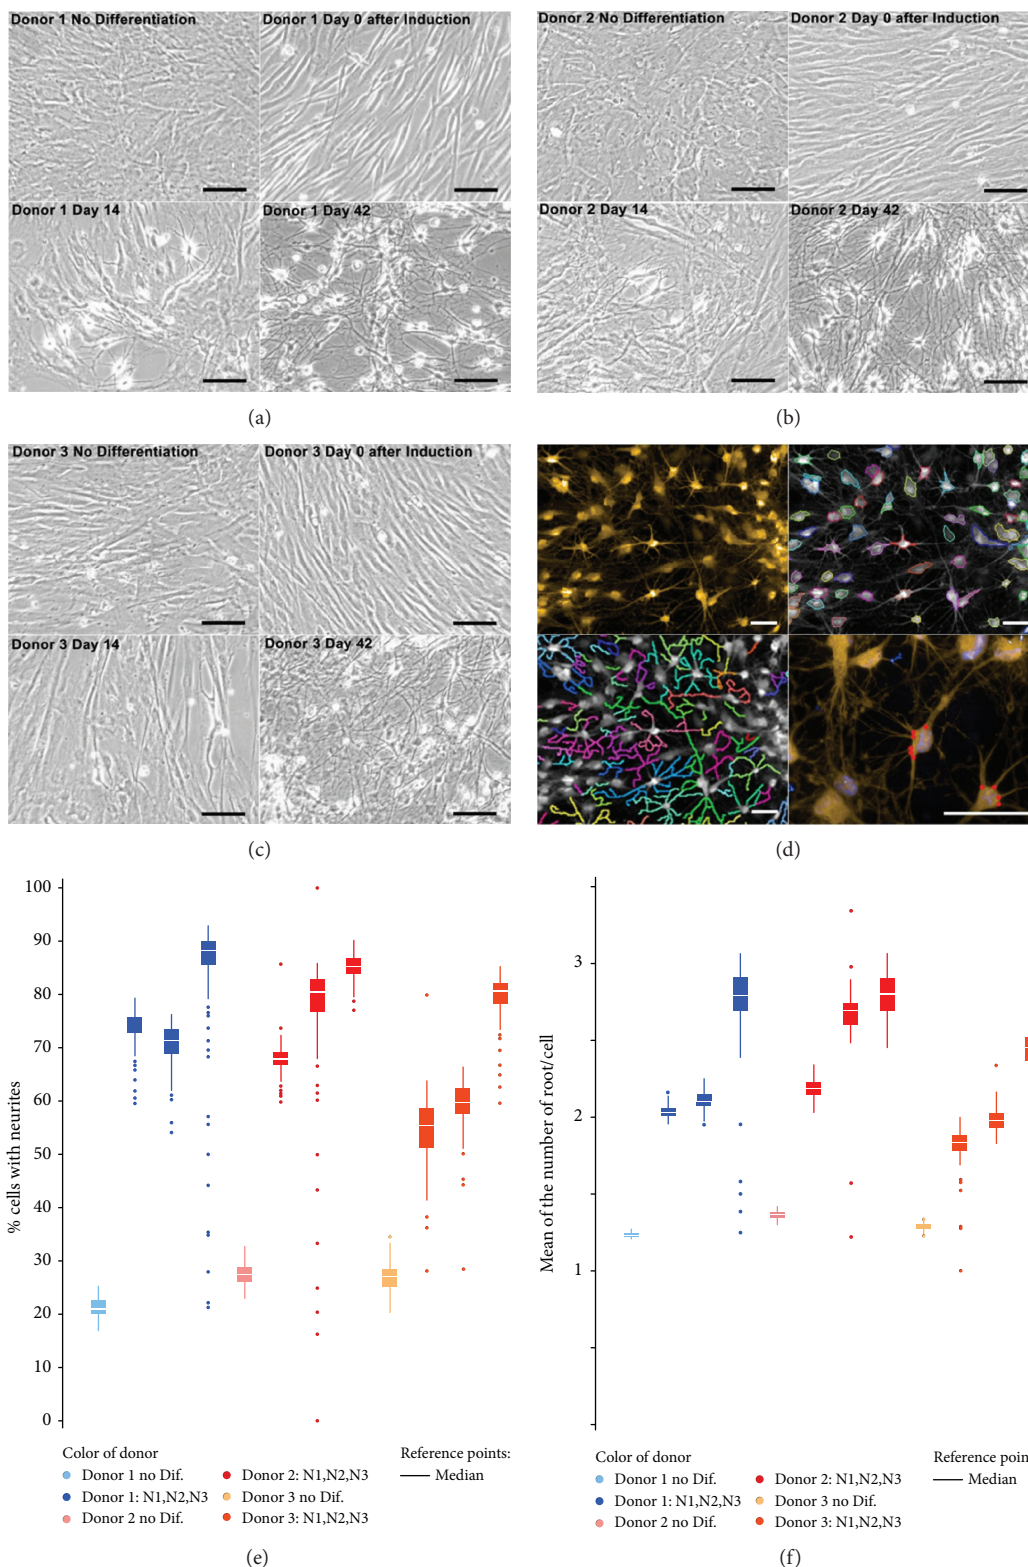 Donor 1 No Differentiation
Donor 1 Day 0 after Induction
Donor 2 No Differentiation
Donor 2 Day 0 after Induction
Donor 1 Day 14
Donor 1 Day 42
Donor 2 Day 14
Donor 2 Day 42
(a)
(b)
Donor 3 No Differentiation
Donor 3 Day 0 after Induction
Donor 3 Day 14
Donor 3 Day 42
(c)
(d)
% cells with neurites
100
90
80
70
60
50
40
30
20
10
0
Color of donor
Donor 1 no Dif.
Donor 1: N1,N2,N3
Donor 2 no Dif.
Donor 2: N1,N2,N3
Donor 3 no Dif.
Donor 3: N1,N2,N3
Reference points:
Median
(e)
Mean of the number of root/cell
3
2
1
Color of donor
Donor 1 no Dif.
Donor 1: N1,N2,N3
Donor 2 no Dif.
Donor 2: N1,N2,N3
Donor 3 no Dif.
Donor 3: N1,N2,N3
Reference poin
Median
(f)